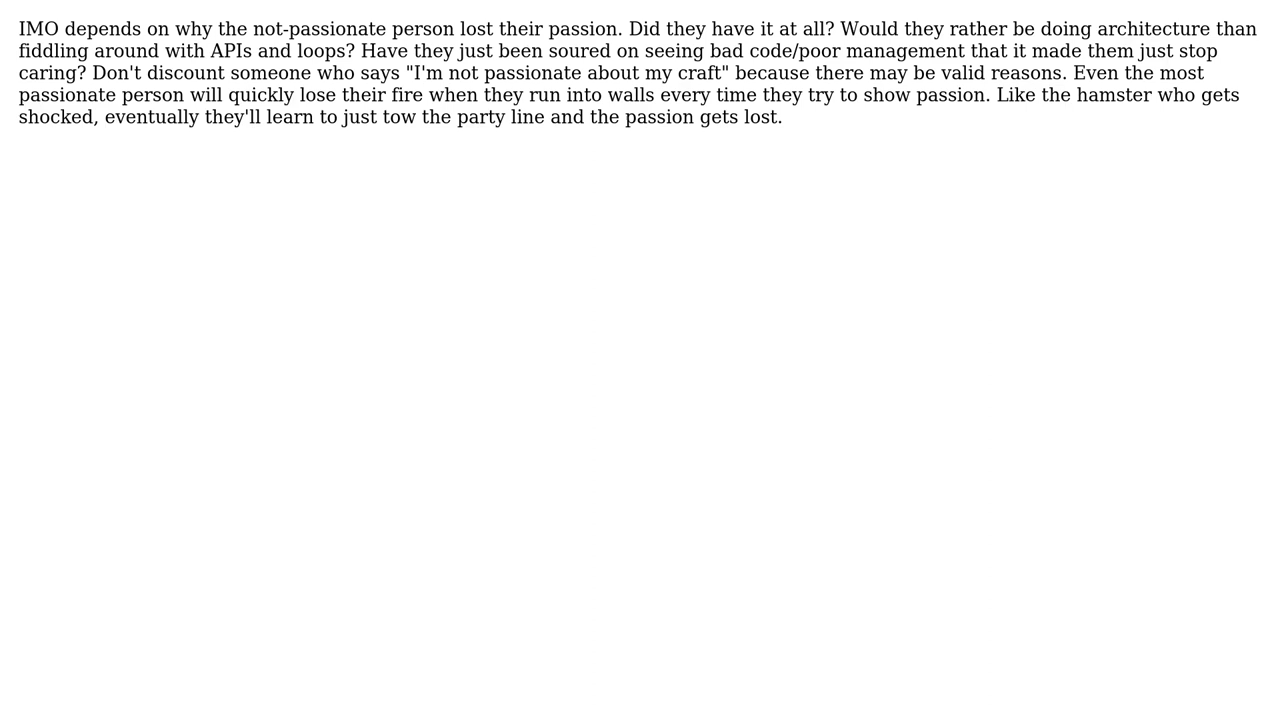 IMO depends on why the not-passionate person lost their passion. Did they have it at all? Would they rather be doing architecture than
fiddling around with APIs and loops? Have they just been soured on seeing bad code/poor management that it made them just stop
caring? Don't discount someone who says "I'm not passionate about my craft" because there may be valid reasons. Even the most
passionate person will quickly lose their fire when they run into walls every time they try to show passion. Like the hamster who gets
shocked, eventually they'll learn to just tow the party line and the passion gets lost.